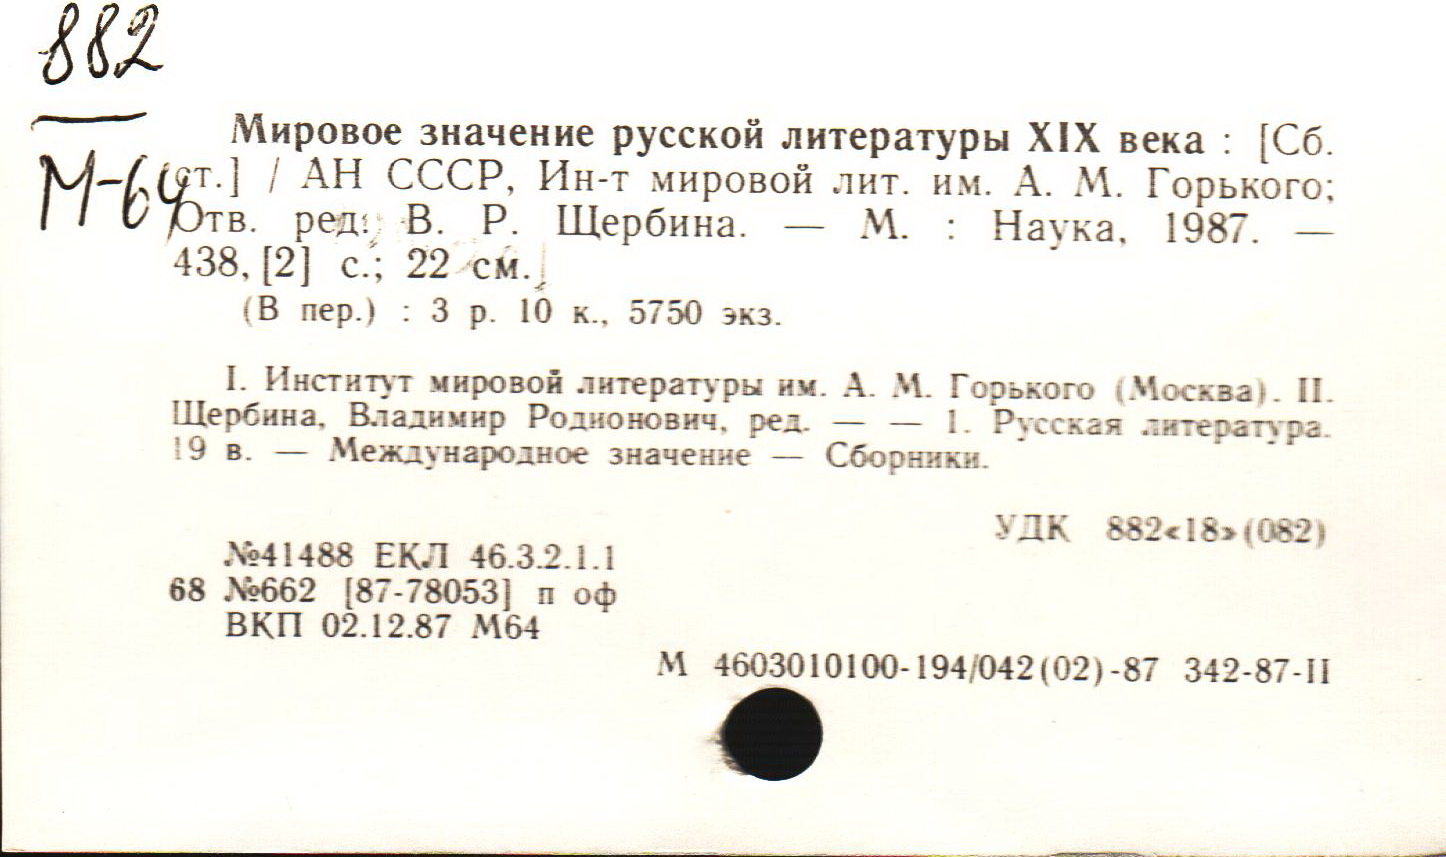 882
М-64
Мировое значение русской литературы XIX века : [Сб.
ст.] / АН СССР, Ин-т мировой лит. им. А. М. Горького;
Отв. ред. В. Р. Щербина. — М. : Наука, 1987. —
438, [2] с.; 22 см.
(В пер.) : 3 р. 10 к., 5750 экз.
I. Институт мировой литературы им. А. М. Горького (Москва). II.
Щербина, Владимир Родионович, ред. — — 1. Русская литература.
19 в. — Международное значение — Сборники.
УДК 882«18»(082)
№41488 ЕКЛ 46.3.2.1.1
68 №662 [87-78053] п оф
ВКП 02.12.87 М64
М 4603010100-194/042(02)-87 342-87-II